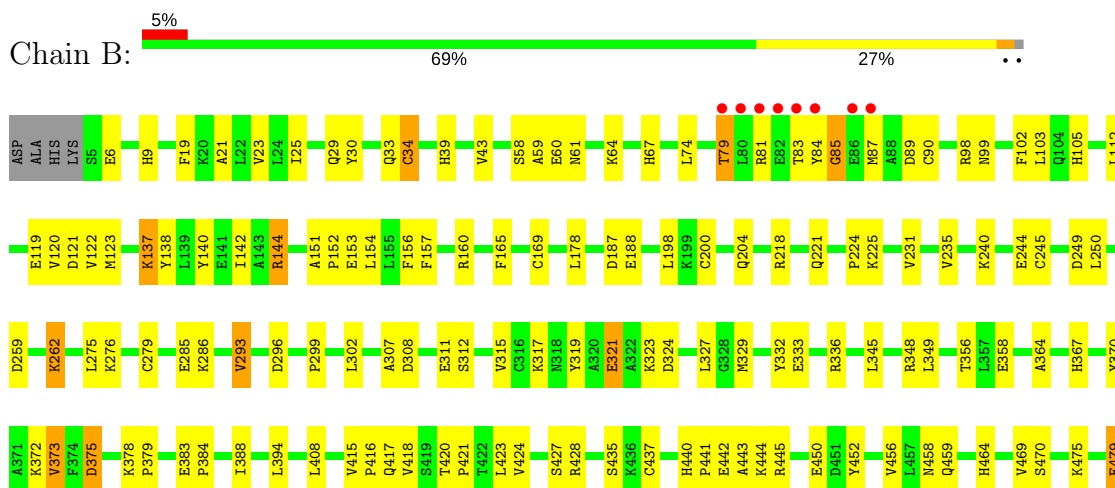 5%
Chain B:
69% 27% • •
ASP ALA HIS LYS S5 E6 H9 F19 K20 A21 L22 V23 L24 I25 Q29 Y30 Q33 C34 H39 V43 S58 A59 E60 N61 K64 H67 L74 T79 L80 R81 E82 T83 Y84 G85 E86 M87 A88 D89 C90 R98 N99 F102 L103 Q104 H105
E119 V120 D121 V122 M123 K137 Y138 L139 Y140 E141 I142 A143 R144 A151 P152 E153 L154 L155 F156 F157 R160 F165 C169 L178 D187 E188 L198 K199 C200 Q204 R218 Q221 P224 K225 V231 V235 K240 E244 C245 D249 L250
D259 K262 L275 K276 C279 E285 K286 V293 D296 P299 L302 A307 D308 E311 S312 V315 C316 K317 N318 Y319 A320 E321 A322 K323 D324 L327 G328 M329 Y332 E333 R336 L345 R348 L349 T356 L357 E358 A364 H367
A371 K372 V373 F374 D375 K378 P379 E383 P384 I388 L394 L408 V415 P416 Q417 V418 S419 T420 P421 T422 L423 V424 S427 R428 S435 K436 C437 H440 P441 E442 A443 K444 R445 E450 D451 Y452 V456 L457 N458 Q459 H464 V469 S470 K475